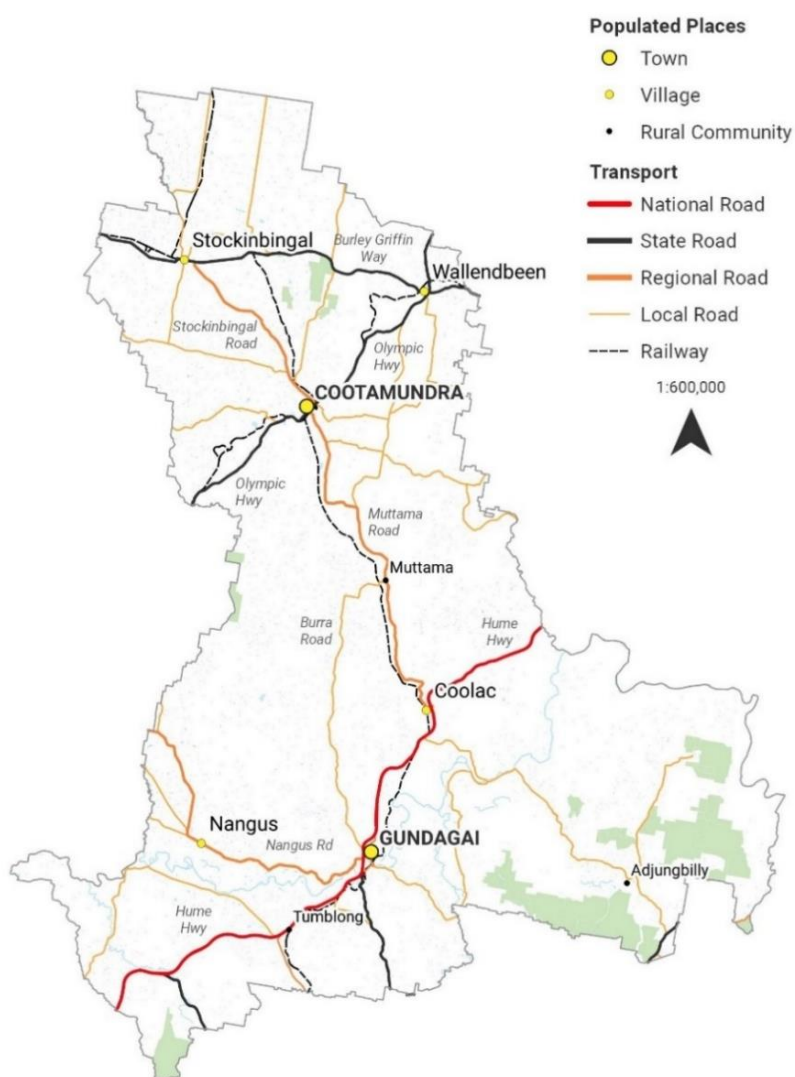 Populated Places
Town
Village
Rural Community
Transport
National Road
State Road
Regional Road
Local Road
Railway
1:600,000
Stockinbingal
Burley Griffin
Way
Wallendbeen
Stockinbingal
Road
Olympic
Hwy
COOTAMUNDRA
Olympic
Hwy
Muttama
Road
Muttama
Burra
Road
Hume
Hwy
Coolac
Nangus
Nangus Rd
GUNDAGAI
Adjungbilly
Hume
Hwy
Tumblong